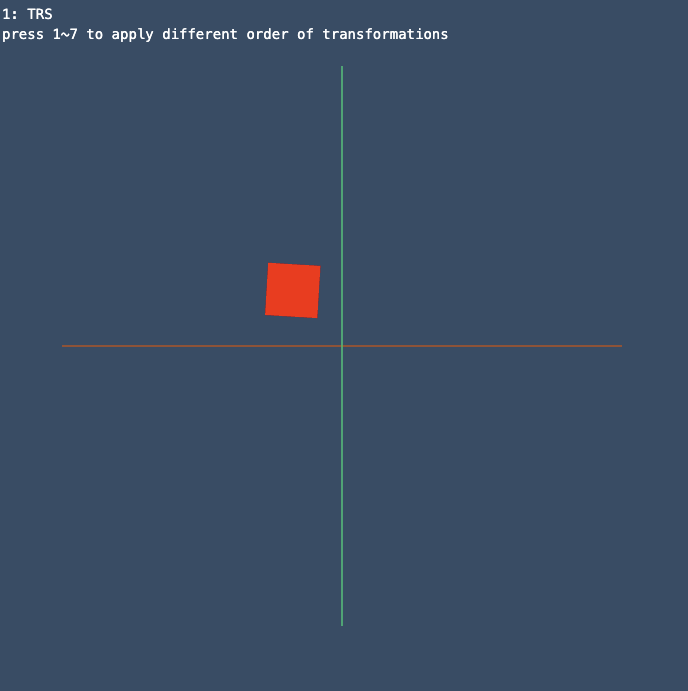 1: TRS
press 1~7 to apply different order of transformations